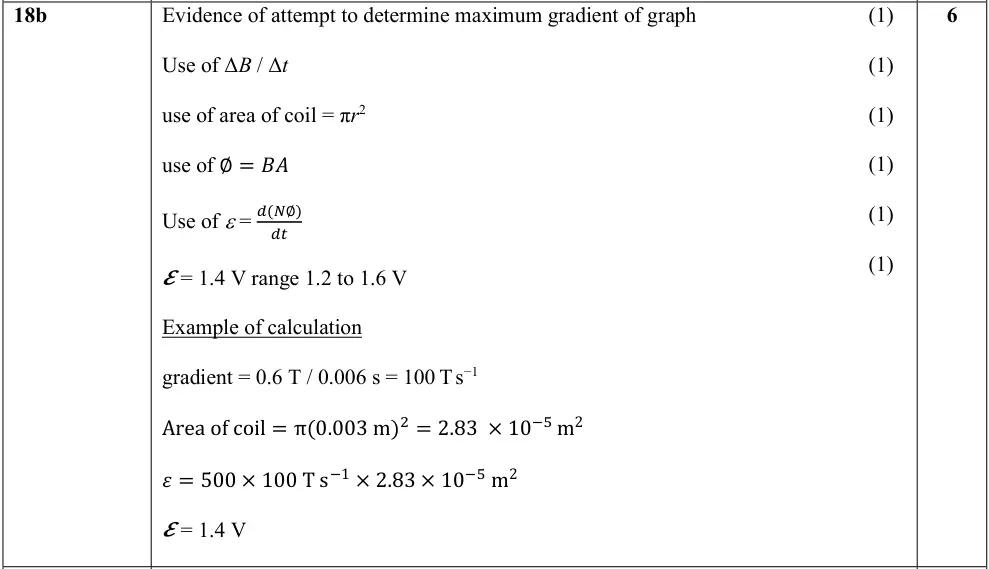 18b Evidence of attempt to determine maximum gradient of graph (1) 6
Use of ΔB / Δt (1)
use of area of coil = πr² (1)
use of ∅ = BA (1)
Use of ε = d(N∅)/dt (1)
ℰ = 1.4 V range 1.2 to 1.6 V (1)
Example of calculation
gradient = 0.6 T / 0.006 s = 100 T s⁻¹
Area of coil = π(0.003 m)² = 2.83 × 10⁻⁵ m²
ε = 500 × 100 T s⁻¹ × 2.83 × 10⁻⁵ m²
ℰ = 1.4 V